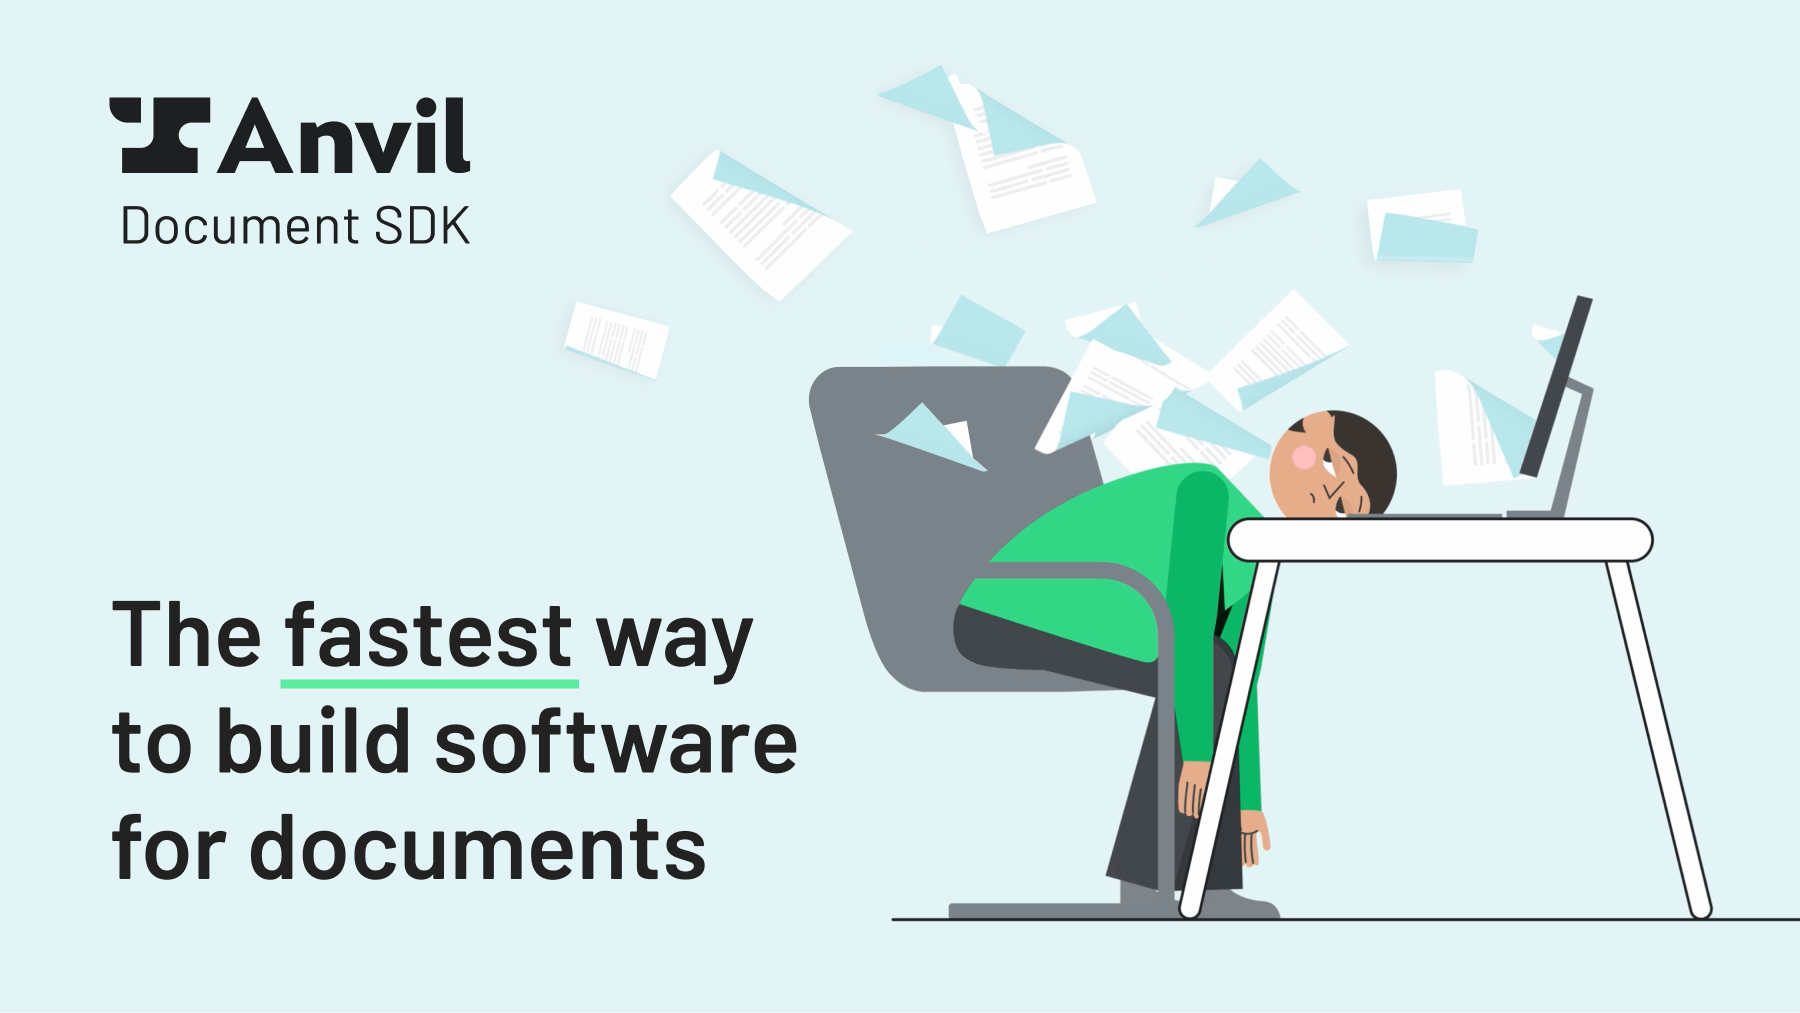 Anvil
Document SDK
The fastest way
to build software
for documents